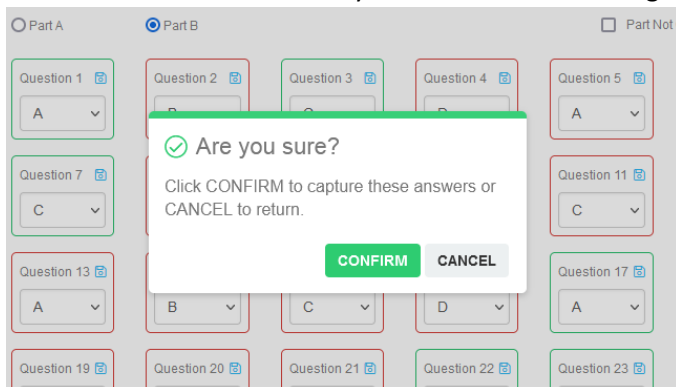 Part A Part B Part Not
Question 1 Question 2 Question 3 Question 4 Question 5
A A
Are you sure?
Question 7 Question 11
Click CONFIRM to capture these answers or
CANCEL to return.
C C
CONFIRM CANCEL
Question 13 Question 17
A B C D A
Question 19 Question 20 Question 21 Question 22 Question 23